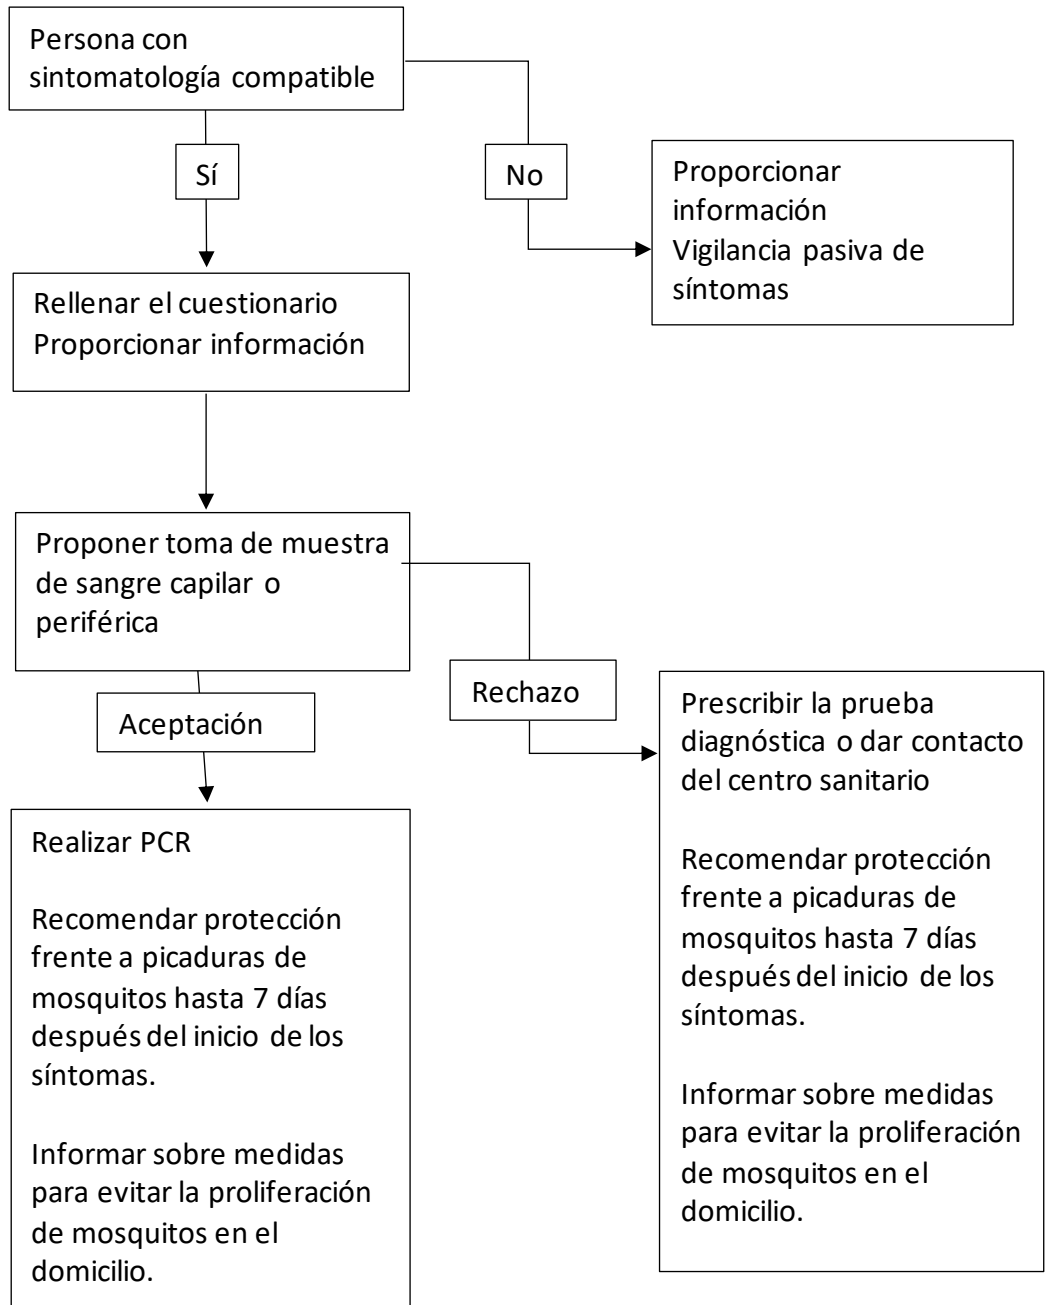 Persona con
sintomatología compatible
Sí
No
Proporcionar
información
Vigilancia pasiva de
síntomas
Rellenar el cuestionario
Proporcionar información
Proponer toma de muestra
de sangre capilar o
periférica
Aceptación
Rechazo
Realizar PCR
Recomendar protección
frente a picaduras de
mosquitos hasta 7 días
después del inicio de los
síntomas.
Informar sobre medidas
para evitar la proliferación
de mosquitos en el
domicilio.
Prescribir la prueba
diagnóstica o dar contacto
del centro sanitario
Recomendar protección
frente a picaduras de
mosquitos hasta 7 días
después del inicio de los
síntomas.
Informar sobre medidas
para evitar la proliferación
de mosquitos en el
domicilio.